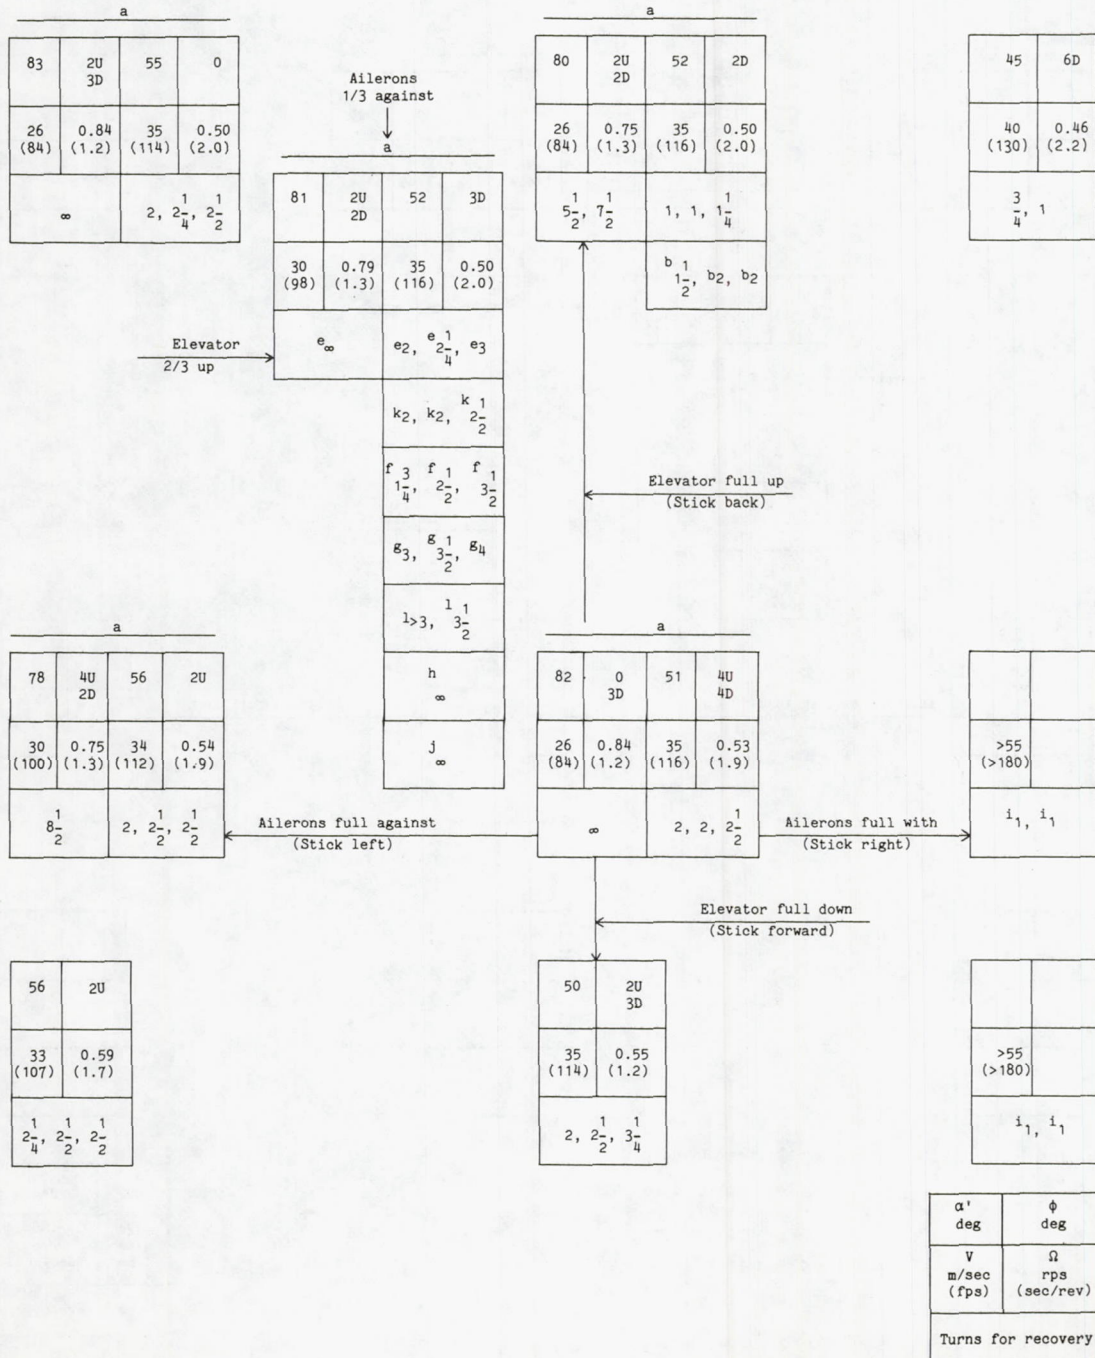 a
83 2U 55 0
3D
26 0.84 35 0.50
(84) (1.2) (114) (2.0)
∞ 2, 2 1/4, 2 1/2
Ailerons
1/3 against
a
81 2U 52 3D
2D
30 0.79 35 0.50
(98) (1.3) (116) (2.0)
Elevator
2/3 up
e∞ e2, e2 1/4, e3
k2, k2, k2 1/2
f1 3/4, f2 1/2, f3 1/2
g3, g3 1/2, g4
l>3, l3 1/2
h
∞
j
∞
a
80 2U 52 2D
2D
26 0.75 35 0.50
(84) (1.3) (116) (2.0)
5 1/2, 7 1/2 1, 1, 1 1/4
b1 1/2, b2, b2
45 6D
40 0.46
(130) (2.2)
3/4, 1
Elevator full up
(Stick back)
a
78 4U 56 2U
2D
30 0.75 34 0.54
(100) (1.3) (112) (1.9)
8 1/2 2, 2 1/2, 2 1/2
Ailerons full against
(Stick left)
a
82 0 51 4U
3D 4D
26 0.84 35 0.53
(84) (1.2) (116) (1.9)
∞ 2, 2, 2 1/2
Ailerons full with
(Stick right)
>55
(>180)
i1, i1
Elevator full down
(Stick forward)
56 2U
33 0.59
(107) (1.7)
2 1/4, 2 1/2, 2 1/2
50 2U
3D
35 0.55
(114) (1.2)
2, 2 1/2, 3 1/4
>55
(>180)
i1, i1
α' ϕ
deg deg
V Ω
m/sec rps
(fps) (sec/rev)
Turns for recovery